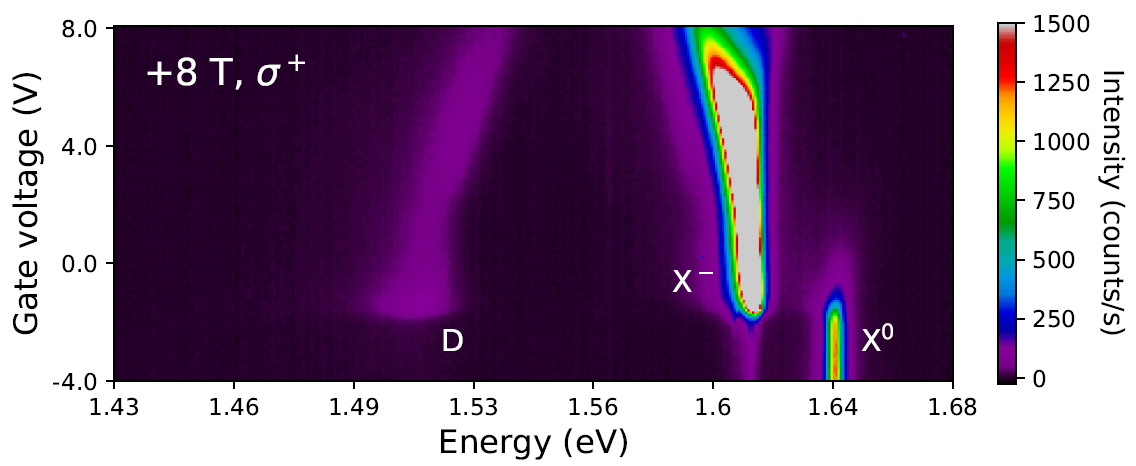 +8 T, σ⁺
Gate voltage (V)
8.0
4.0
0.0
-4.0
X⁻
D
X⁰
1.43 1.46 1.49 1.53 1.56 1.6 1.64 1.68
Energy (eV)
1500
1250
1000
750
500
250
0
Intensity (counts/s)